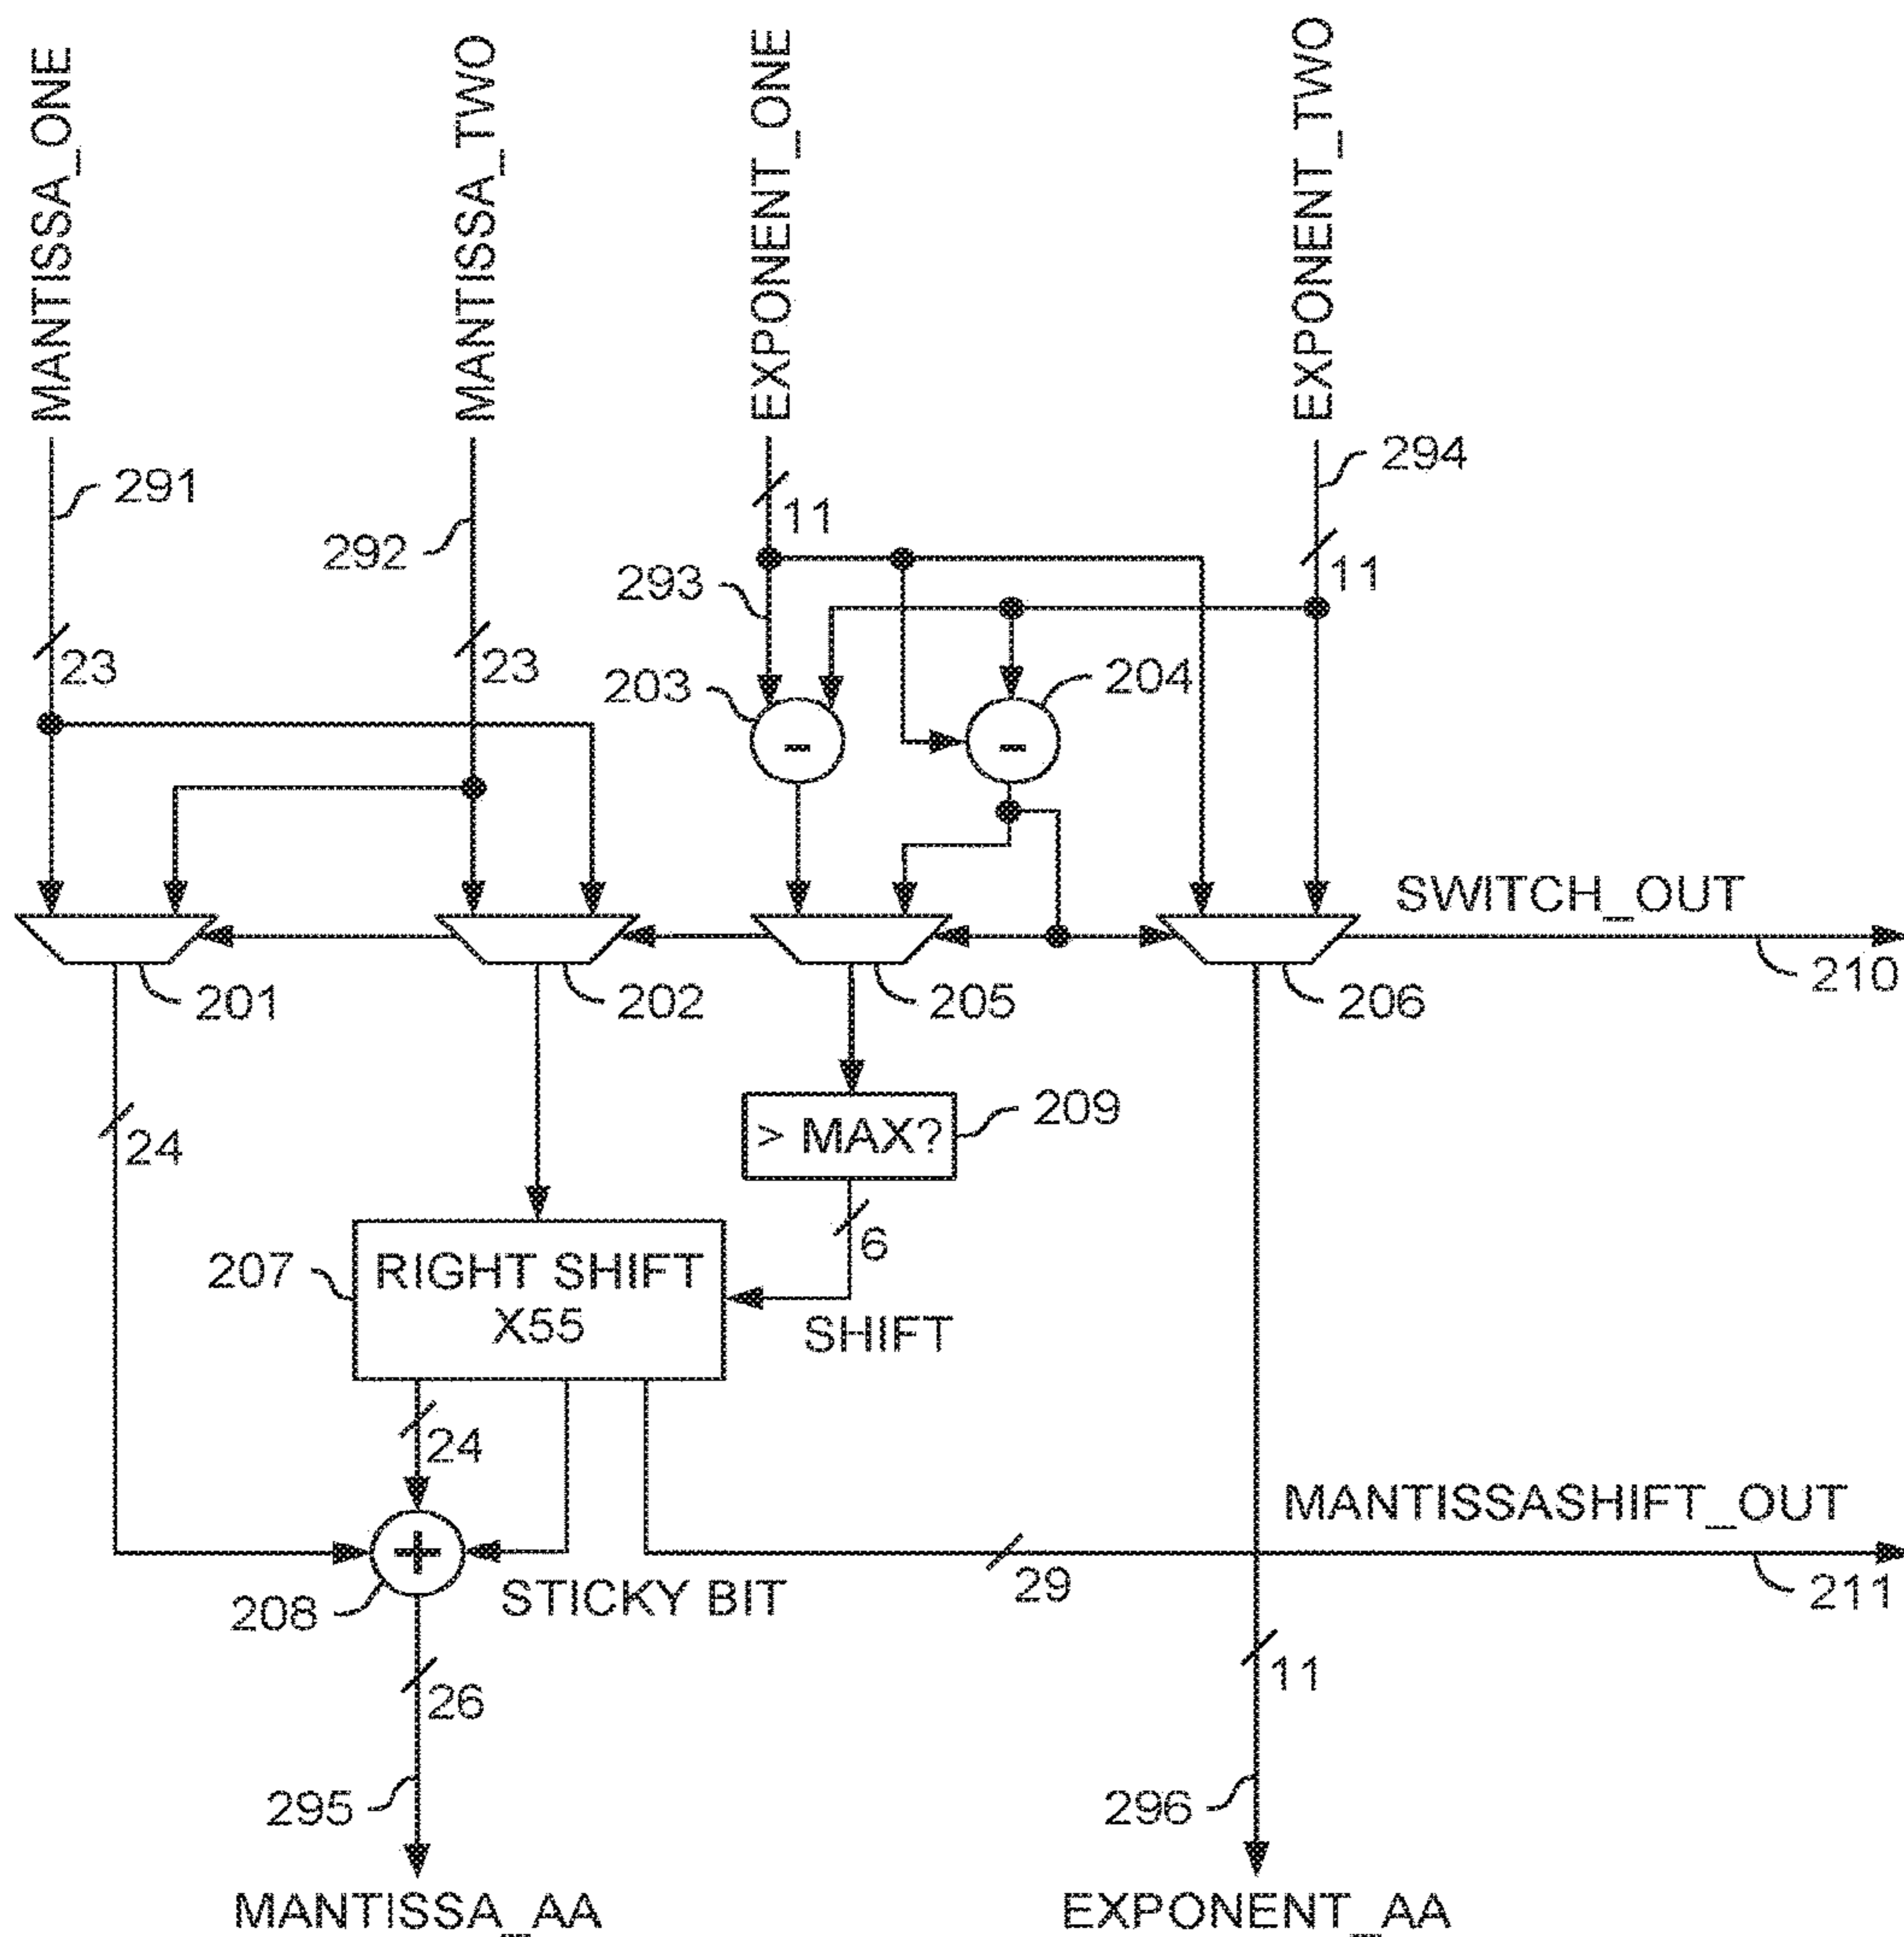 MANTISSA_ONE
MANTISSA_TWO
EXPONENT_ONE
EXPONENT_TWO
291
292
293
294
11
11
23
23
203
204
-
-
SWITCH_OUT
201
202
205
206
210
24
> MAX?
209
6
207
RIGHT SHIFT
X55
SHIFT
24
MANTISSASHIFT_OUT
+
208
STICKY BIT
29
211
26
11
295
296
MANTISSA_AA
EXPONENT_AA